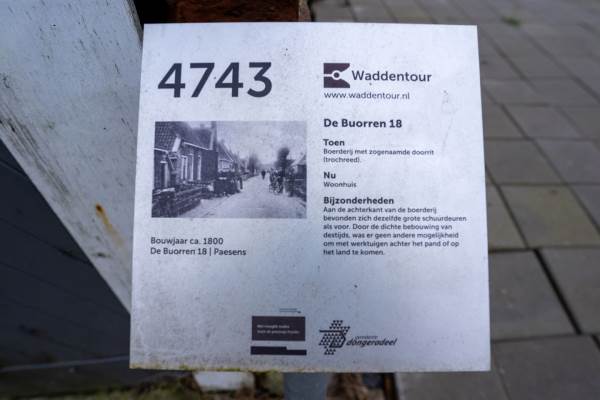 4743
Waddentour
www.waddentour.nl
De Buorren 18
Toen
Boerderij met zogenaamde doorrit
(trochreed).
Nu
Woonhuis
Bijzonderheden
Aan de achterkant van de boerderij
bevonden zich dezelfde grote schuurdeuren
als voor. Door de dichte bebouwing van
destijds, was er geen andere mogelijkheid
om met werktuigen achter het pand of op
het land te komen.
Bouwjaar ca. 1800
De Buorren 18 | Paesens
gemeente
dongeradeel